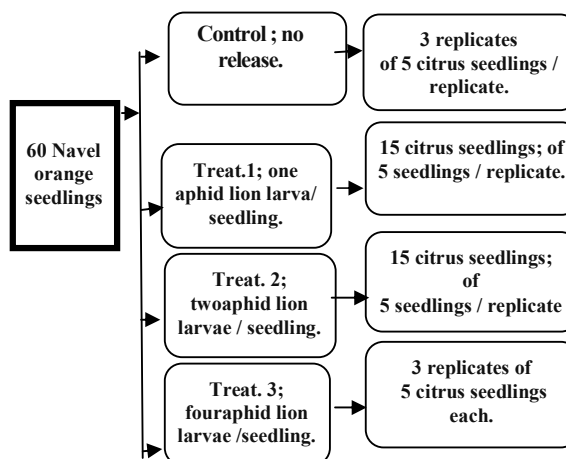 60 Navel
orange
seedlings
Control ; no
release.
3 replicates
of 5 citrus seedlings /
replicate.
Treat.1; one
aphid lion larva/
seedling.
15 citrus seedlings; of
5 seedlings / replicate.
Treat. 2;
twoaphid lion
larvae / seedling.
15 citrus seedlings;
of
5 seedlings / replicate
Treat. 3;
fouraphid lion
larvae /seedling.
3 replicates of
5 citrus seedlings
each.